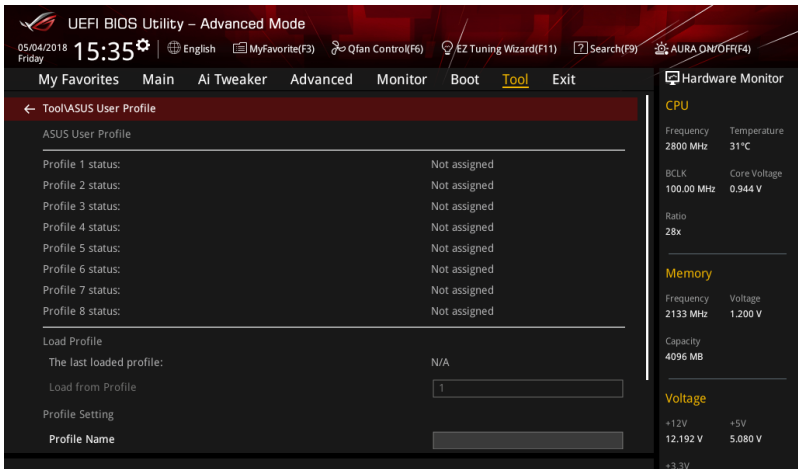 UEFI BIOS Utility – Advanced Mode
05/04/2018 Friday 15:35 English MyFavorite(F3) Qfan Control(F6) EZ Tuning Wizard(F11) ? Search(F9) AURA ON/OFF(F4)
My Favorites Main Ai Tweaker Advanced Monitor Boot Tool Exit
← Tool\ASUS User Profile
ASUS User Profile
Profile 1 status: Not assigned
Profile 2 status: Not assigned
Profile 3 status: Not assigned
Profile 4 status: Not assigned
Profile 5 status: Not assigned
Profile 6 status: Not assigned
Profile 7 status: Not assigned
Profile 8 status: Not assigned
Load Profile
The last loaded profile: N/A
Load from Profile 1
Profile Setting
Profile Name
Hardware Monitor
CPU
Frequency Temperature
2800 MHz 31°C
BCLK Core Voltage
100.00 MHz 0.944 V
Ratio
28x
Memory
Frequency Voltage
2133 MHz 1.200 V
Capacity
4096 MB
Voltage
+12V +5V
12.192 V 5.080 V
+3.3V